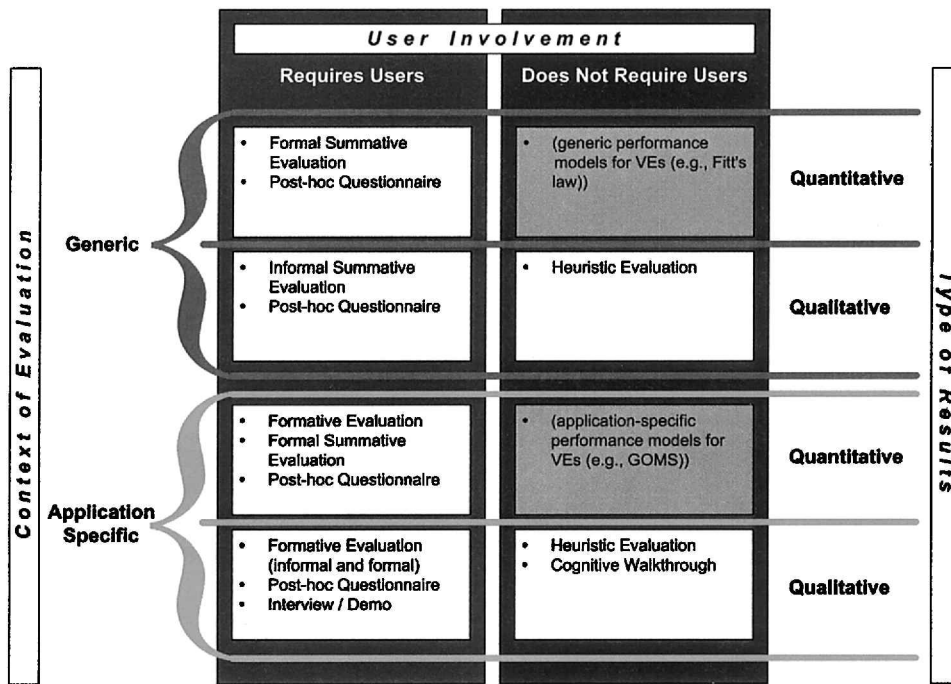 User Involvement
Requires Users
Does Not Require Users
Context of Evaluation
Type of Results
Generic
• Formal Summative
Evaluation
• Post-hoc Questionnaire
• (generic performance
models for VEs (e.g., Fitt's
law))
Quantitative
• Informal Summative
Evaluation
• Post-hoc Questionnaire
• Heuristic Evaluation
Qualitative
Application
Specific
• Formative Evaluation
• Formal Summative
Evaluation
• Post-hoc Questionnaire
• (application-specific
performance models for
VEs (e.g., GOMS))
Quantitative
• Formative Evaluation
(informal and formal)
• Post-hoc Questionnaire
• Interview / Demo
• Heuristic Evaluation
• Cognitive Walkthrough
Qualitative